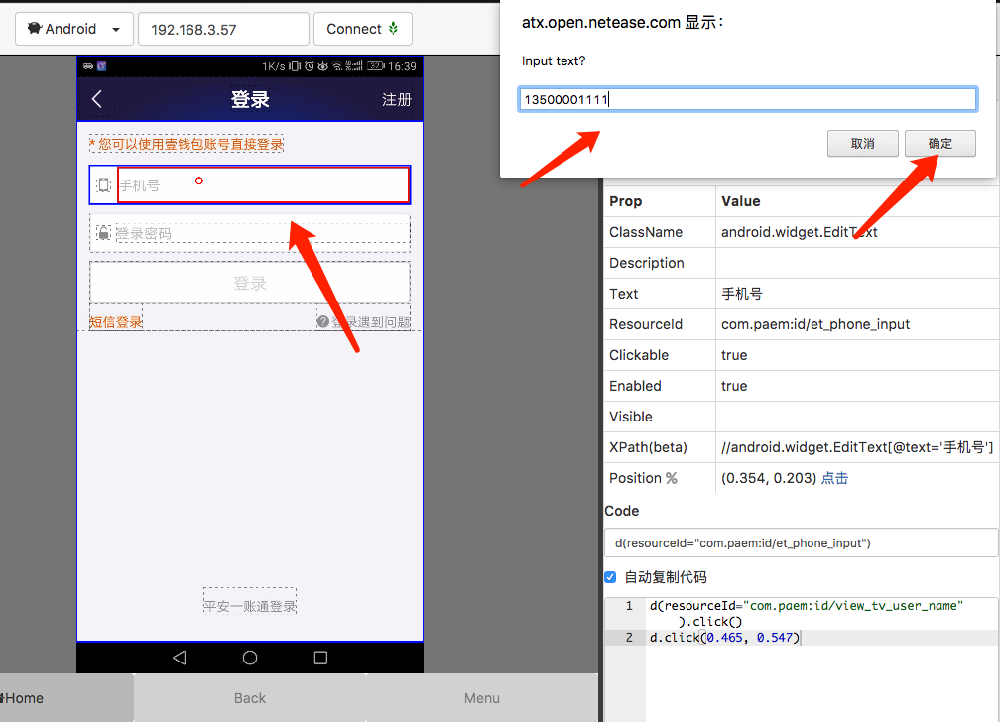 Android
192.168.3.57
Connect
atx.open.netease.com 显示：
Input text?
13500001111
取消
确定
1K/s
32
16:39
登录
注册
* 您可以使用壹钱包账号直接登录
手机号
登录密码
登录
短信登录
登录遇到问题
平安一账通登录
Home
Back
Menu
Prop Value
ClassName android.widget.EditText
Description
Text 手机号
ResourceId com.paem:id/et_phone_input
Clickable true
Enabled true
Visible
XPath(beta) //android.widget.EditText[@text='手机号']
Position % (0.354, 0.203) 点击
Code
d(resourceId="com.paem:id/et_phone_input")
自动复制代码
1 d(resourceId="com.paem:id/view_tv_user_name"
).click()
2 d.click(0.465, 0.547)